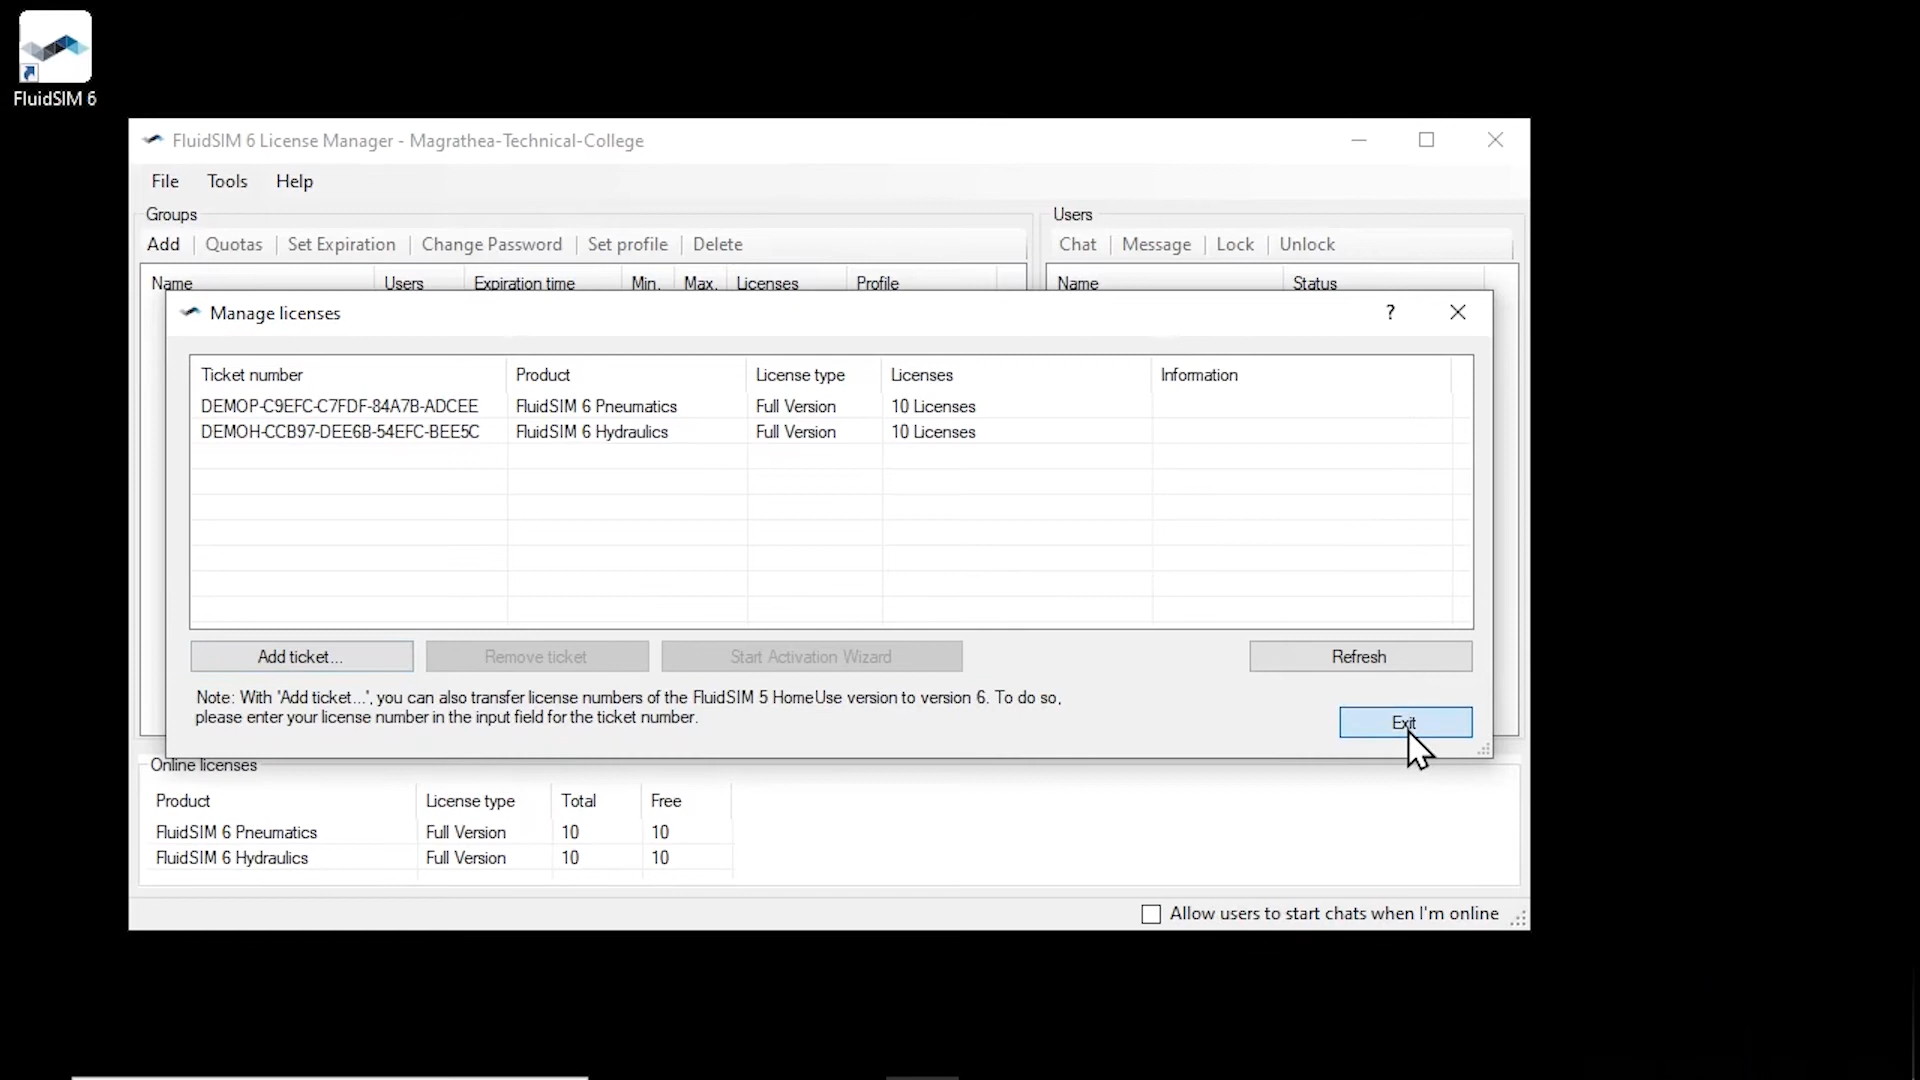 FluidSIM 6
FluidSIM 6 License Manager - Magrathea-Technical-College
File Tools Help
Groups
Users
Add Quotas Set Expiration Change Password Set profile Delete
Chat Message Lock Unlock
Name Users Expiration time Min. Max. Licenses Profile
Name Status
Manage licenses
?
Ticket number Product License type Licenses Information
DEMOP-C9EFC-C7FDF-84A7B-ADCEE FluidSIM 6 Pneumatics Full Version 10 Licenses
DEMOH-CCB97-DEE6B-54EFC-BEE5C FluidSIM 6 Hydraulics Full Version 10 Licenses
Add ticket... Remove ticket Start Activation Wizard Refresh
Note: With 'Add ticket...', you can also transfer license numbers of the FluidSIM 5 HomeUse version to version 6. To do so,
please enter your license number in the input field for the ticket number.
Exit
Online licenses
Product License type Total Free
FluidSIM 6 Pneumatics Full Version 10 10
FluidSIM 6 Hydraulics Full Version 10 10
Allow users to start chats when I'm online